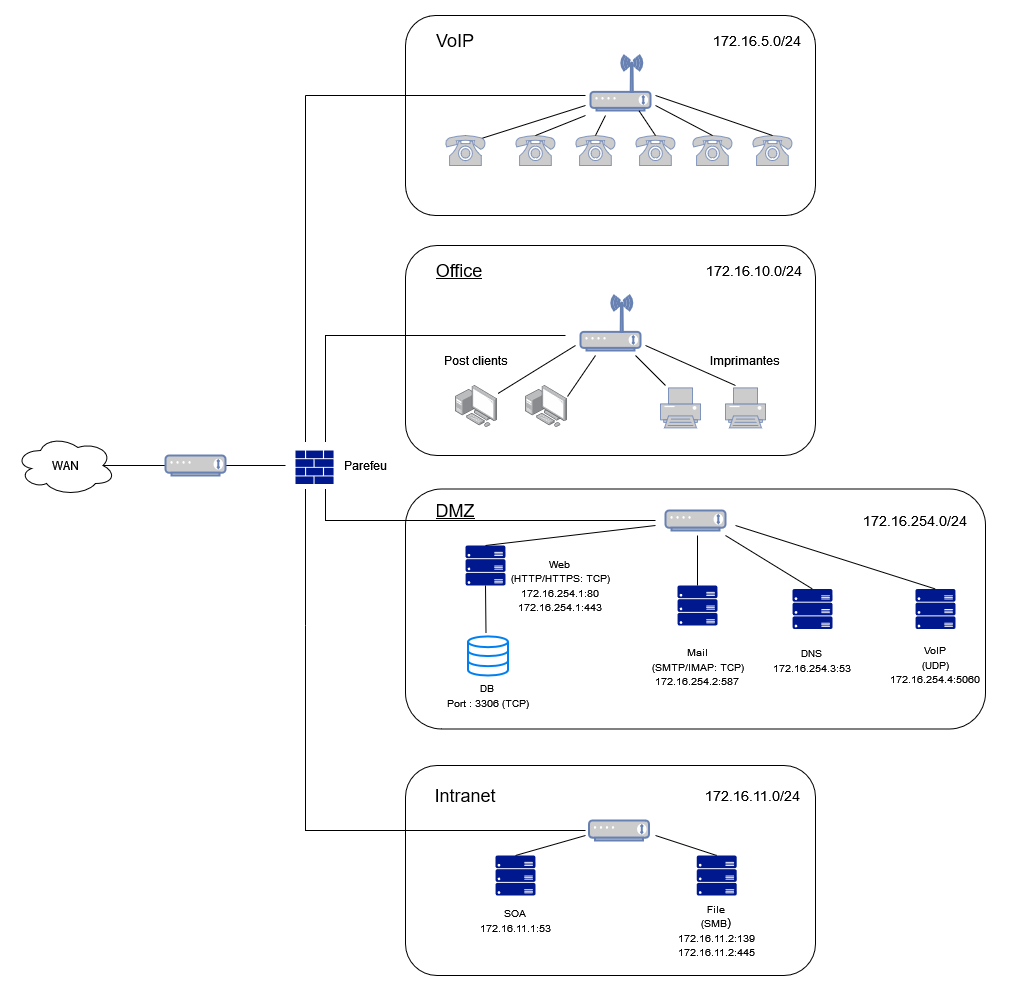 VoIP
172.16.5.0/24
Office
172.16.10.0/24
Post clients
Imprimantes
WAN
Parefeu
DMZ
172.16.254.0/24
Web
(HTTP/HTTPS: TCP)
172.16.254.1:80
172.16.254.1:443
DB
Port : 3306 (TCP)
Mail
(SMTP/IMAP: TCP)
172.16.254.2:587
DNS
172.16.254.3:53
VoIP
(UDP)
172.16.254.4:5060
Intranet
172.16.11.0/24
SOA
172.16.11.1:53
File
(SMB)
172.16.11.2:139
172.16.11.2:445